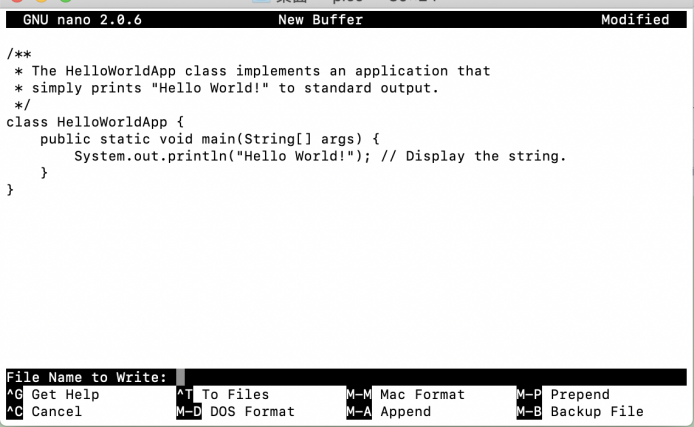 GNU nano 2.0.6 New Buffer Modified
/**
 * The HelloWorldApp class implements an application that
 * simply prints "Hello World!" to standard output.
 */
class HelloWorldApp {
    public static void main(String[] args) {
        System.out.println("Hello World!"); // Display the string.
    }
}
File Name to Write:
^G Get Help ^T To Files M-M Mac Format M-P Prepend
^C Cancel M-D DOS Format M-A Append M-B Backup File